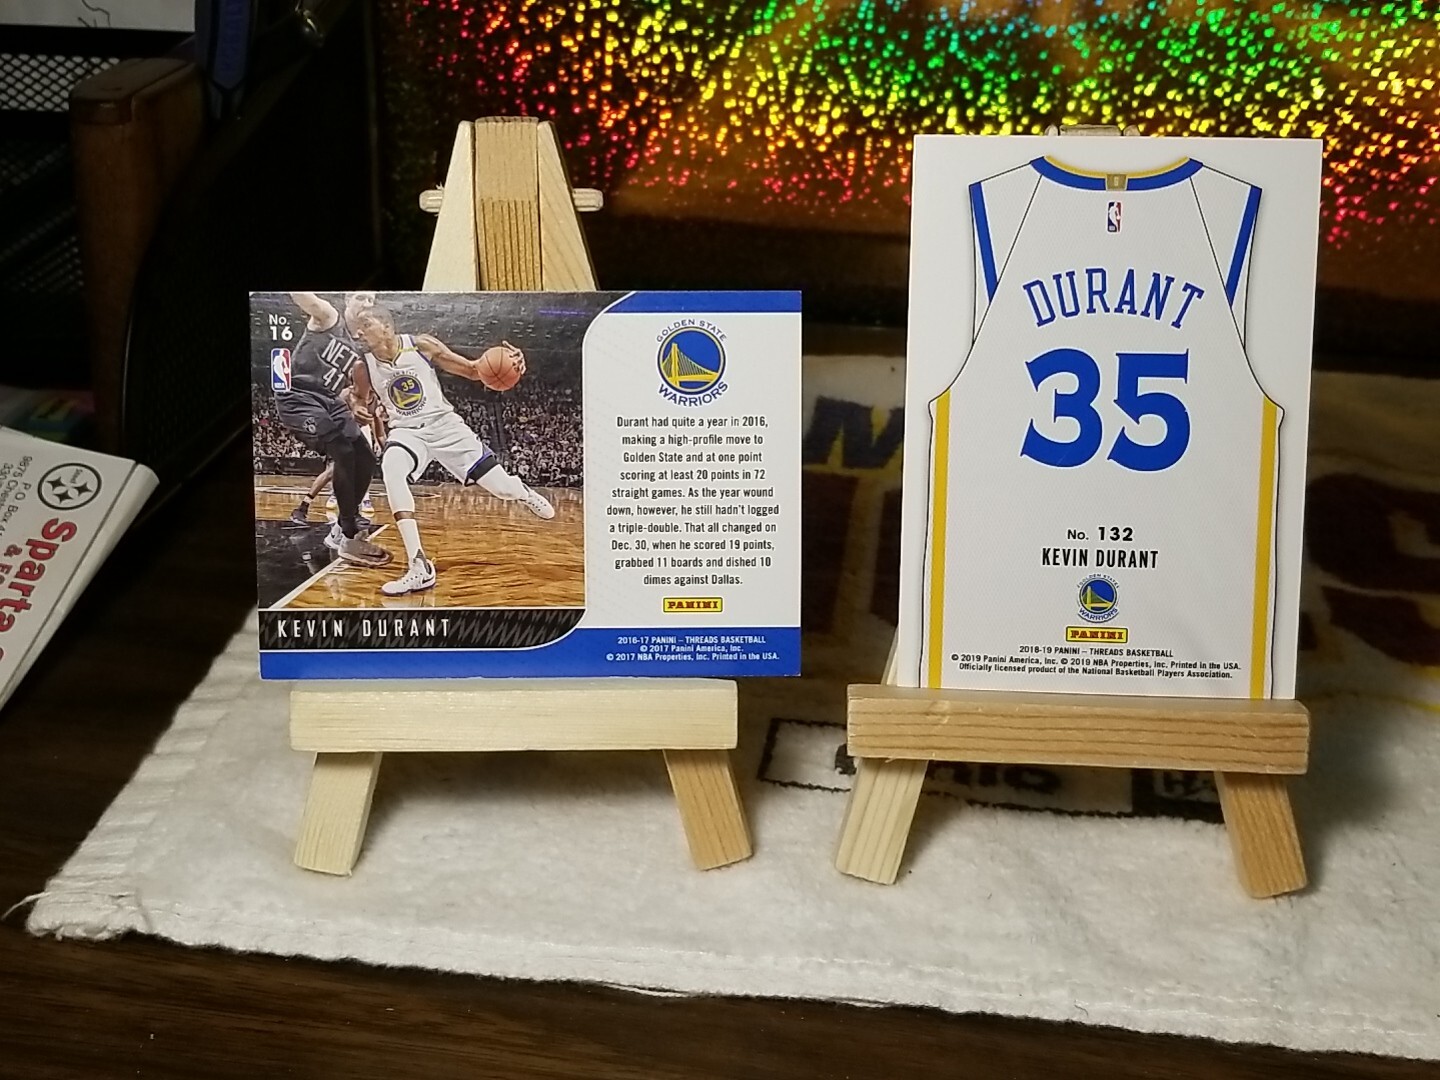 No.
16
NETS
41
35
WARRIORS
GOLDEN STATE
WARRIORS
Durant had quite a year in 2016,
making a high-profile move to
Golden State and at one point
scoring at least 20 points in 72
straight games. As the year wound
down, however, he still hadn't logged
a triple-double. That all changed on
Dec. 30, when he scored 19 points,
grabbed 11 boards and dished 10
dimes against Dallas.
PANINI
KEVIN DURANT
2016-17 PANINI – THREADS BASKETBALL
© 2017 Panini America, Inc.
© 2017 NBA Properties, Inc. Printed in the USA.
DURANT
35
No. 132
KEVIN DURANT
GOLDEN STATE
WARRIORS
PANINI
2018-19 PANINI – THREADS BASKETBALL
© 2019 Panini America, Inc. © 2019 NBA Properties, Inc. Printed in the USA.
Officially licensed product of the National Basketball Players Association.
P O Box
Sparta
&